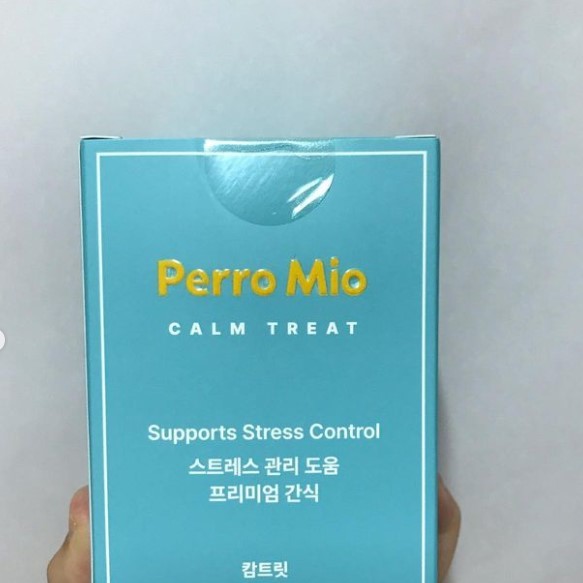 Perro Mio
CALM TREAT
Supports Stress Control
스트레스 관리 도움
프리미엄 간식
캄트릿